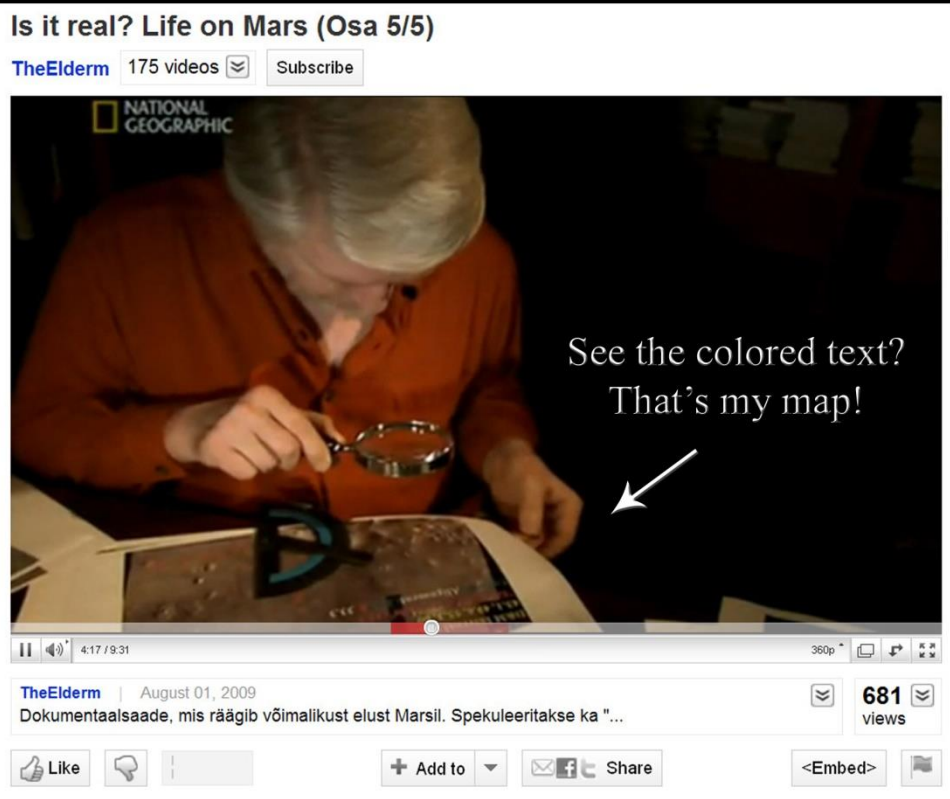 Is it real? Life on Mars (Osa 5/5)
TheElderm 175 videos Subscribe
NATIONAL
GEOGRAPHIC
See the colored text?
That's my map!
4:17 / 9:31 360p
TheElderm | August 01, 2009
Dokumentaalsaade, mis räägib võimalikust elust Marsil. Spekuleeritakse ka "...
681
views
Like Add to Share <Embed>